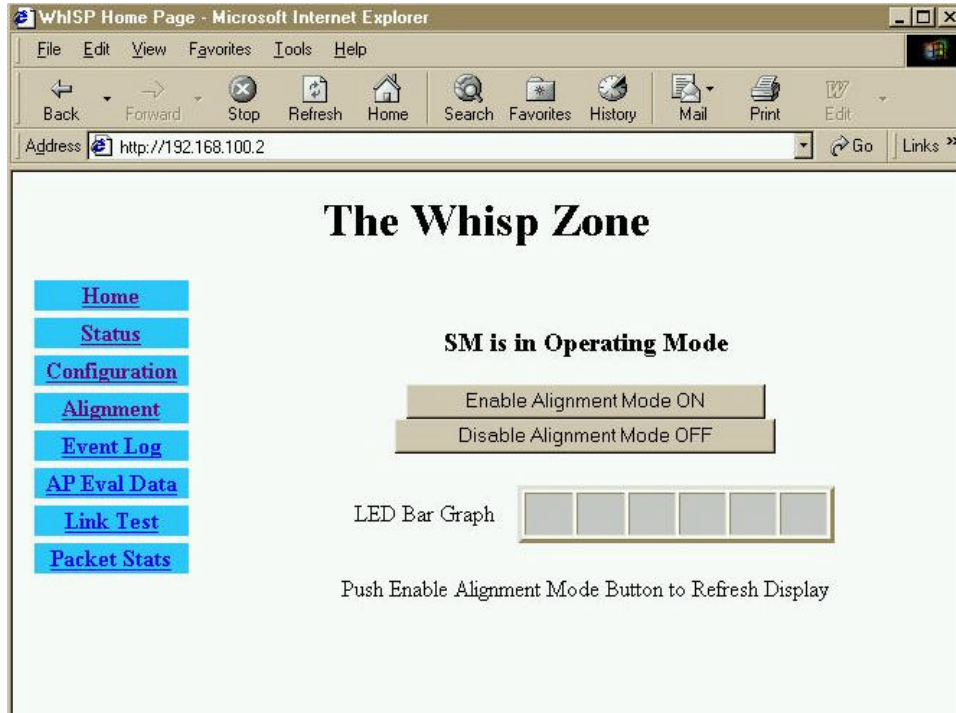 WhISP Home Page - Microsoft Internet Explorer
File Edit View Favorites Tools Help
Back Forward Stop Refresh Home Search Favorites History Mail Print Edit
Address http://192.168.100.2 Go Links »
The Whisp Zone
Home
Status
Configuration
Alignment
Event Log
AP Eval Data
Link Test
Packet Stats
SM is in Operating Mode
Enable Alignment Mode ON
Disable Alignment Mode OFF
LED Bar Graph
Push Enable Alignment Mode Button to Refresh Display